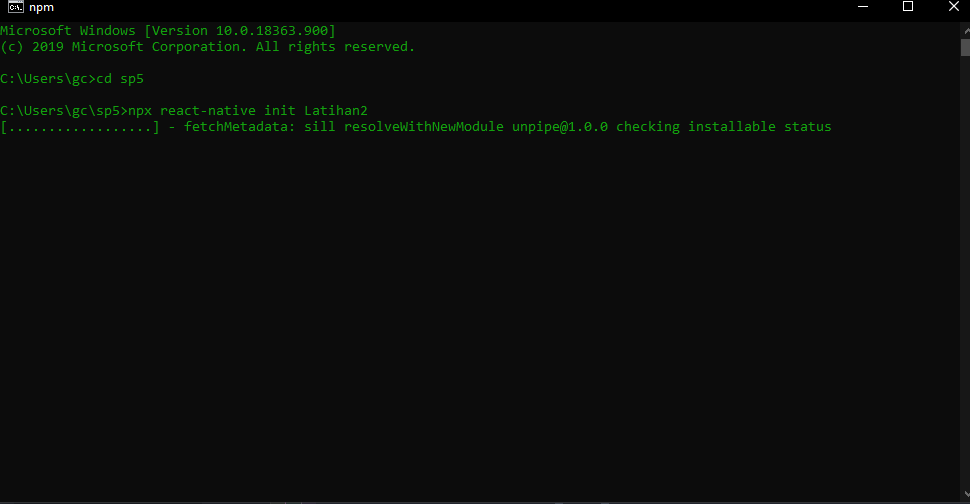 npm
Microsoft Windows [Version 10.0.18363.900]
(c) 2019 Microsoft Corporation. All rights reserved.
C:\Users\gc>cd sp5
C:\Users\gc\sp5>npx react-native init Latihan2
[..................] - fetchMetadata: sill resolveWithNewModule unpipe@1.0.0 checking installable status